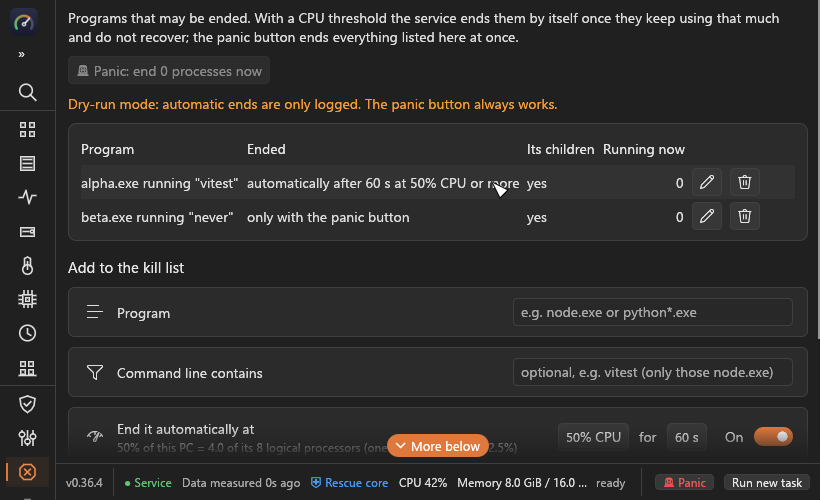 Programs that may be ended. With a CPU threshold the service ends them by itself once they keep using that much
and do not recover; the panic button ends everything listed here at once.
»
Panic: end 0 processes now
Dry-run mode: automatic ends are only logged. The panic button always works.
Program Ended Its children Running now
alpha.exe running "vitest" automatically after 60 s at 50% CPU or more yes 0
beta.exe running "never" only with the panic button yes 0
Add to the kill list
Program e.g. node.exe or python*.exe
Command line contains optional, e.g. vitest (only those node.exe)
End it automatically at 50% CPU for 60 s On
50% of this PC = 4.0 of its 8 logical processors (one 2.5%)
More below
v0.36.4 Service Data measured 0s ago Rescue core CPU 42% Memory 8.0 GiB / 16.0 ... ready Panic Run new task